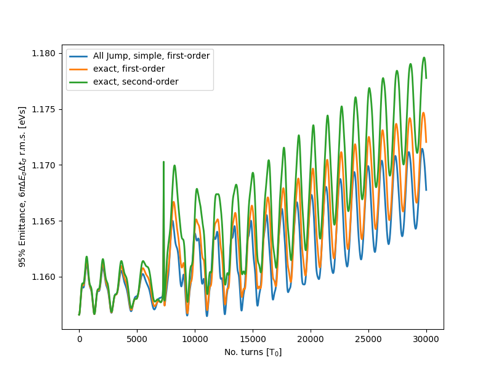 All Jump, simple, first-order
exact, first-order
exact, second-order
95% Emittance, 6πΔE_pΔt_σ r.m.s. [eVs]
1.180
1.175
1.170
1.165
1.160
0
5000
10000
15000
20000
25000
30000
No. turns [T₀]